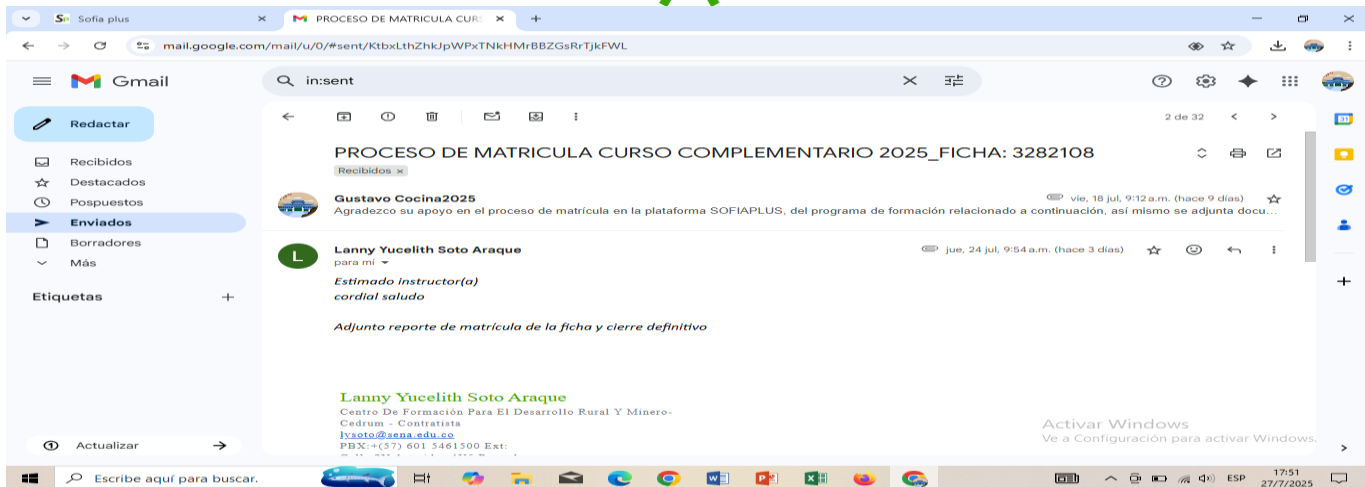 Sofia plus
PROCESO DE MATRICULA CUR
mail.google.com/mail/u/0/#sent/KtbxLthZhkJpWPxTNkHMrBBZGsRrTjkFWL
Gmail
in:sent
Redactar
2 de 32
Recibidos
Destacados
Pospuestos
Enviados
Borradores
Más
Etiquetas
PROCESO DE MATRICULA CURSO COMPLEMENTARIO 2025_FICHA: 3282108
Recibidos x
Gustavo Cocina2025
vie, 18 jul, 9:12 a.m. (hace 9 días)
Agradezco su apoyo en el proceso de matrícula en la plataforma SOFIAPLUS, del programa de formación relacionado a continuación, así mismo se adjunta docu...
L
Lanny Yucelith Soto Araque
jue, 24 jul, 9:54 a.m. (hace 3 días)
para mí
Estimado instructor(a)
cordial saludo
Adjunto reporte de matrícula de la ficha y cierre definitivo
Lanny Yucelith Soto Araque
Centro De Formación Para El Desarrollo Rural Y Minero-
Cedrum - Contratista
lysoto@sena.edu.co
PBX:+(57) 601 5461500 Ext:
Activar Windows
Ve a Configuración para activar Windows.
Actualizar
Escribe aquí para buscar.
ESP
17:51
27/7/2025